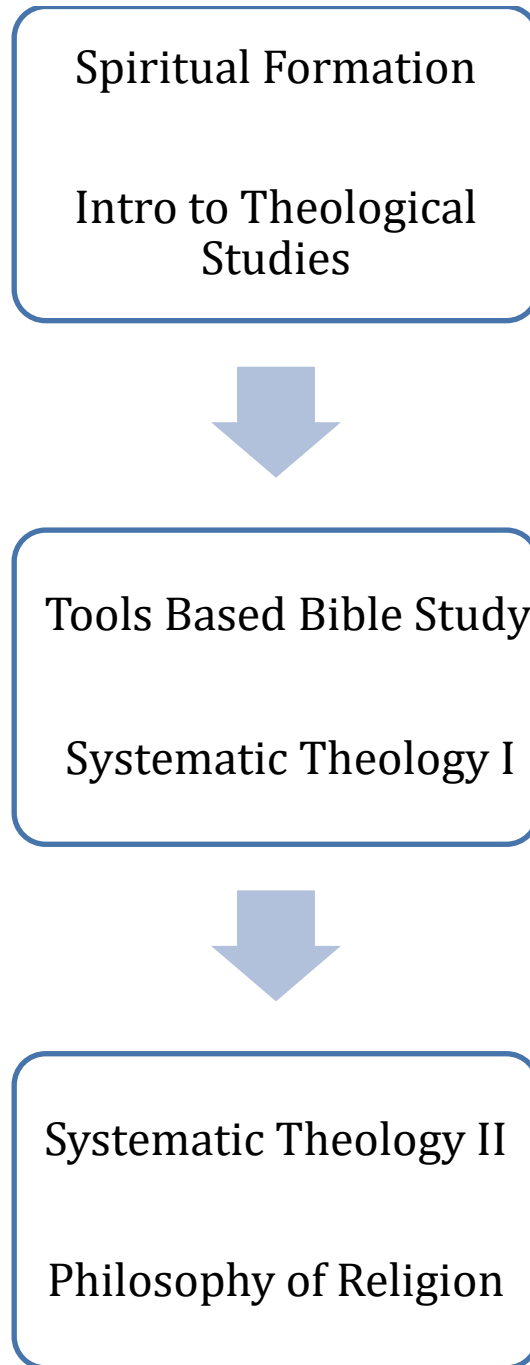 Spiritual Formation
Intro to Theological
Studies
Tools Based Bible Study
Systematic Theology I
Systematic Theology II
Philosophy of Religion